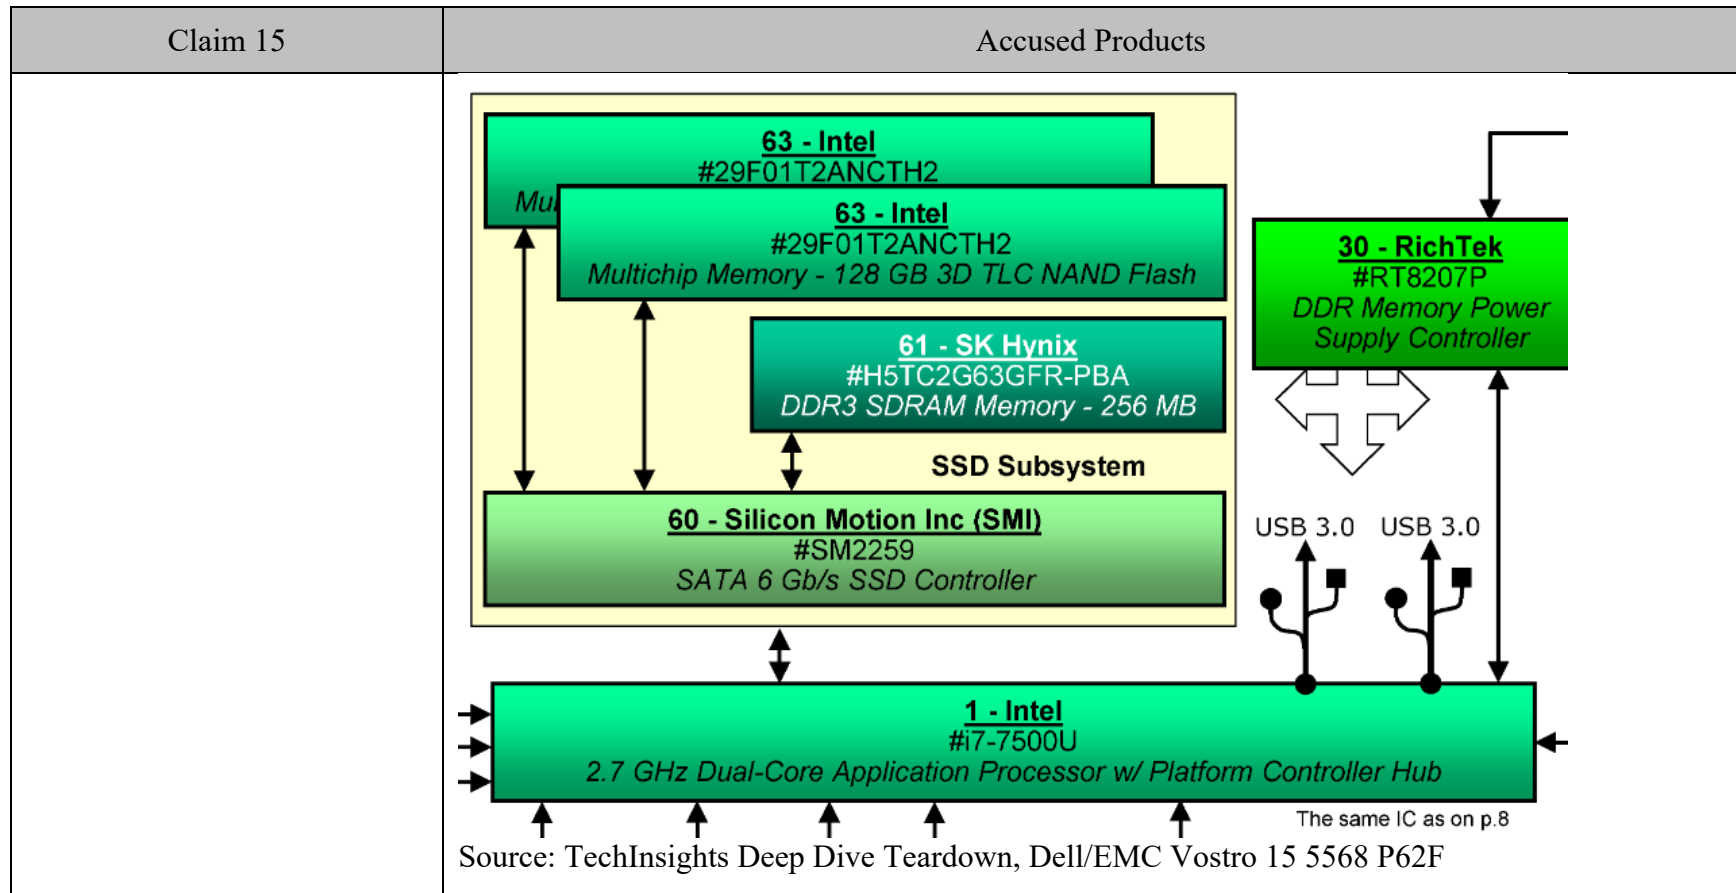 Claim 15
Accused Products
63 - Intel
#29F01T2ANCTH2
Mul
63 - Intel
#29F01T2ANCTH2
Multichip Memory - 128 GB 3D TLC NAND Flash
61 - SK Hynix
#H5TC2G63GFR-PBA
DDR3 SDRAM Memory - 256 MB
SSD Subsystem
60 - Silicon Motion Inc (SMI)
#SM2259
SATA 6 Gb/s SSD Controller
30 - RichTek
#RT8207P
DDR Memory Power
Supply Controller
USB 3.0
USB 3.0
1 - Intel
#i7-7500U
2.7 GHz Dual-Core Application Processor w/ Platform Controller Hub
The same IC as on p.8
Source: TechInsights Deep Dive Teardown, Dell/EMC Vostro 15 5568 P62F